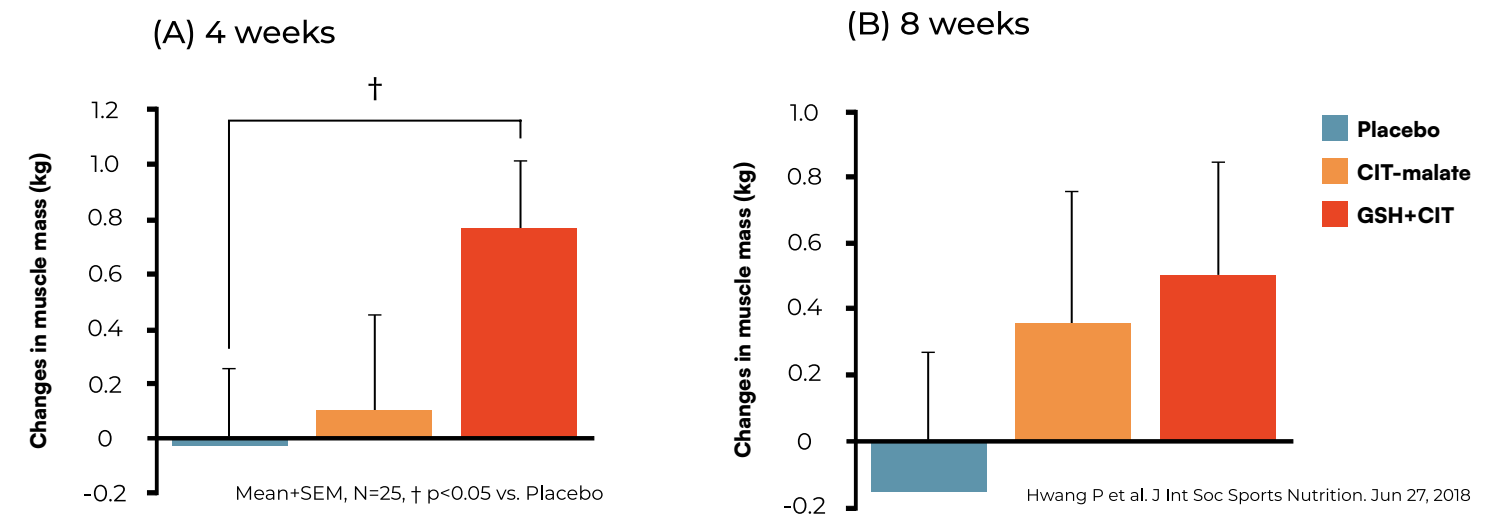 (A) 4 weeks
†
Changes in muscle mass (kg)
1.2
1.0
0.8
0.6
0.4
0.2
0
-0.2
Mean+SEM, N=25, † p<0.05 vs. Placebo
(B) 8 weeks
Changes in muscle mass (kg)
1.0
0.8
0.6
0.4
0.2
0
-0.2
Placebo
CIT-malate
GSH+CIT
Hwang P et al. J Int Soc Sports Nutrition. Jun 27, 2018